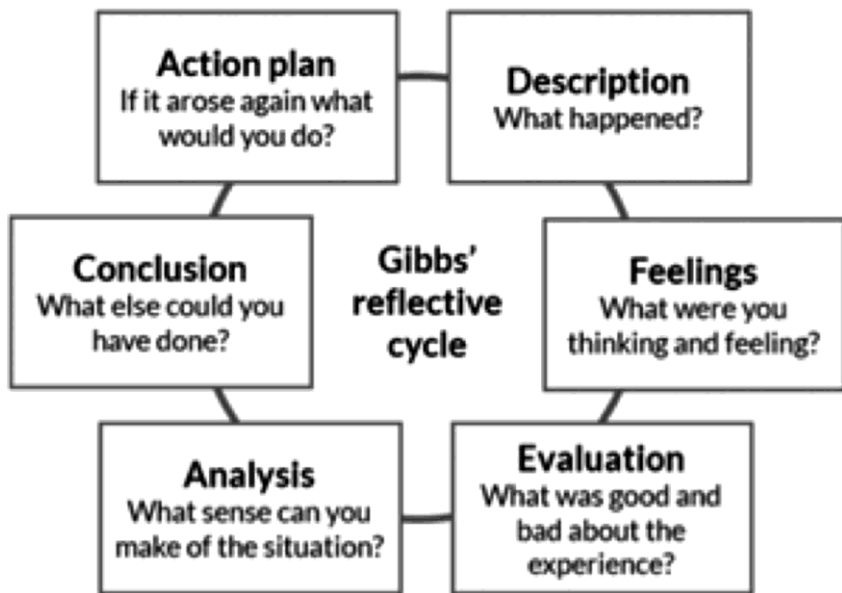 Action plan
If it arose again what
would you do?
Description
What happened?
Feelings
What were you
thinking and feeling?
Evaluation
What was good and
bad about the
experience?
Analysis
What sense can you
make of the situation?
Conclusion
What else could you
have done?
Gibbs’
reflective
cycle